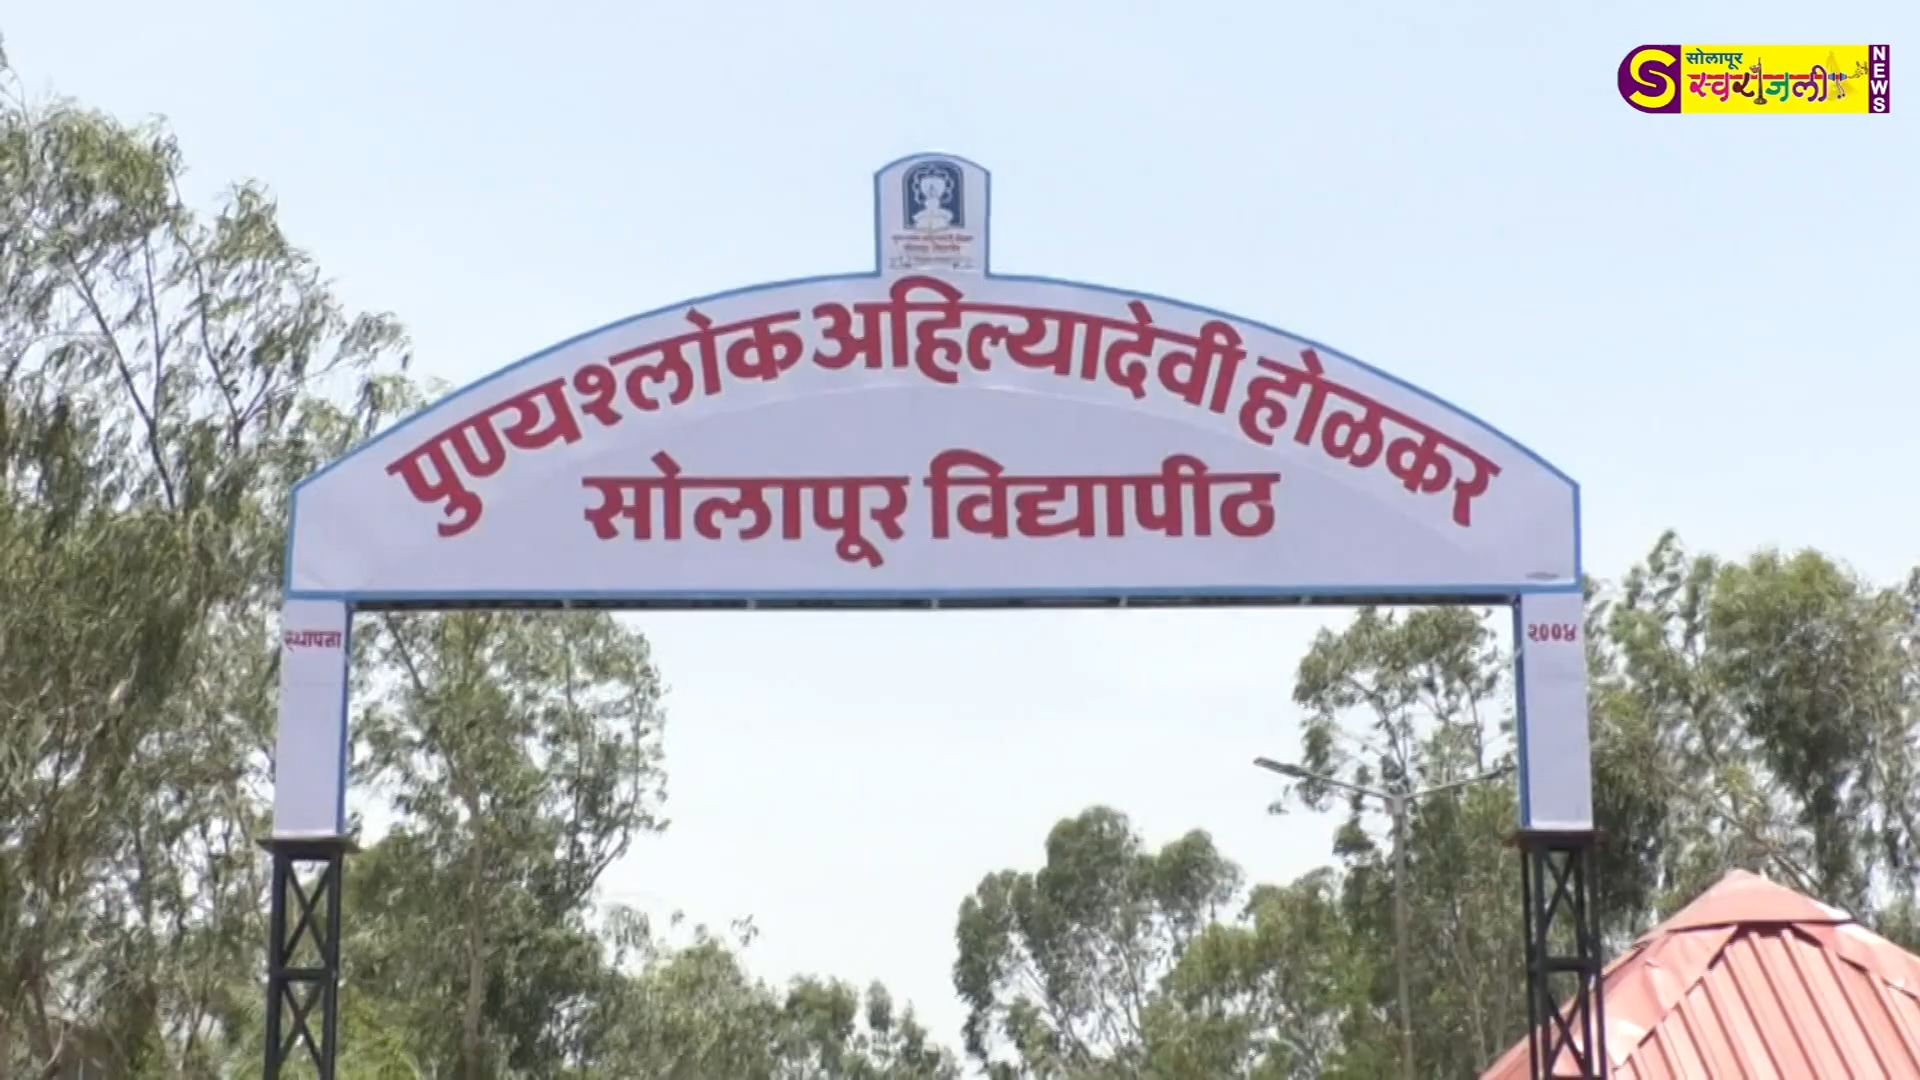 सोलापूर
S स्वरांजली NEWS
पुण्यश्लोक अहिल्यादेवी होळकर
सोलापूर विद्यापीठ
स्थापना
२००४